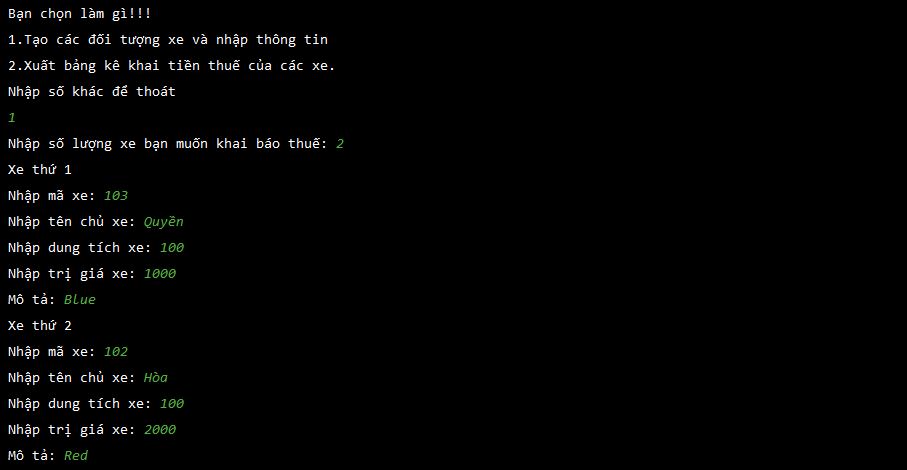 Bạn chọn làm gì!!!
1.Tạo các đối tượng xe và nhập thông tin
2.Xuất bảng kê khai tiền thuế của các xe.
Nhập số khác để thoát
1
Nhập số lượng xe bạn muốn khai báo thuế: 2
Xe thứ 1
Nhập mã xe: 103
Nhập tên chủ xe: Quyền
Nhập dung tích xe: 100
Nhập trị giá xe: 1000
Mô tả: Blue
Xe thứ 2
Nhập mã xe: 102
Nhập tên chủ xe: Hòa
Nhập dung tích xe: 100
Nhập trị giá xe: 2000
Mô tả: Red